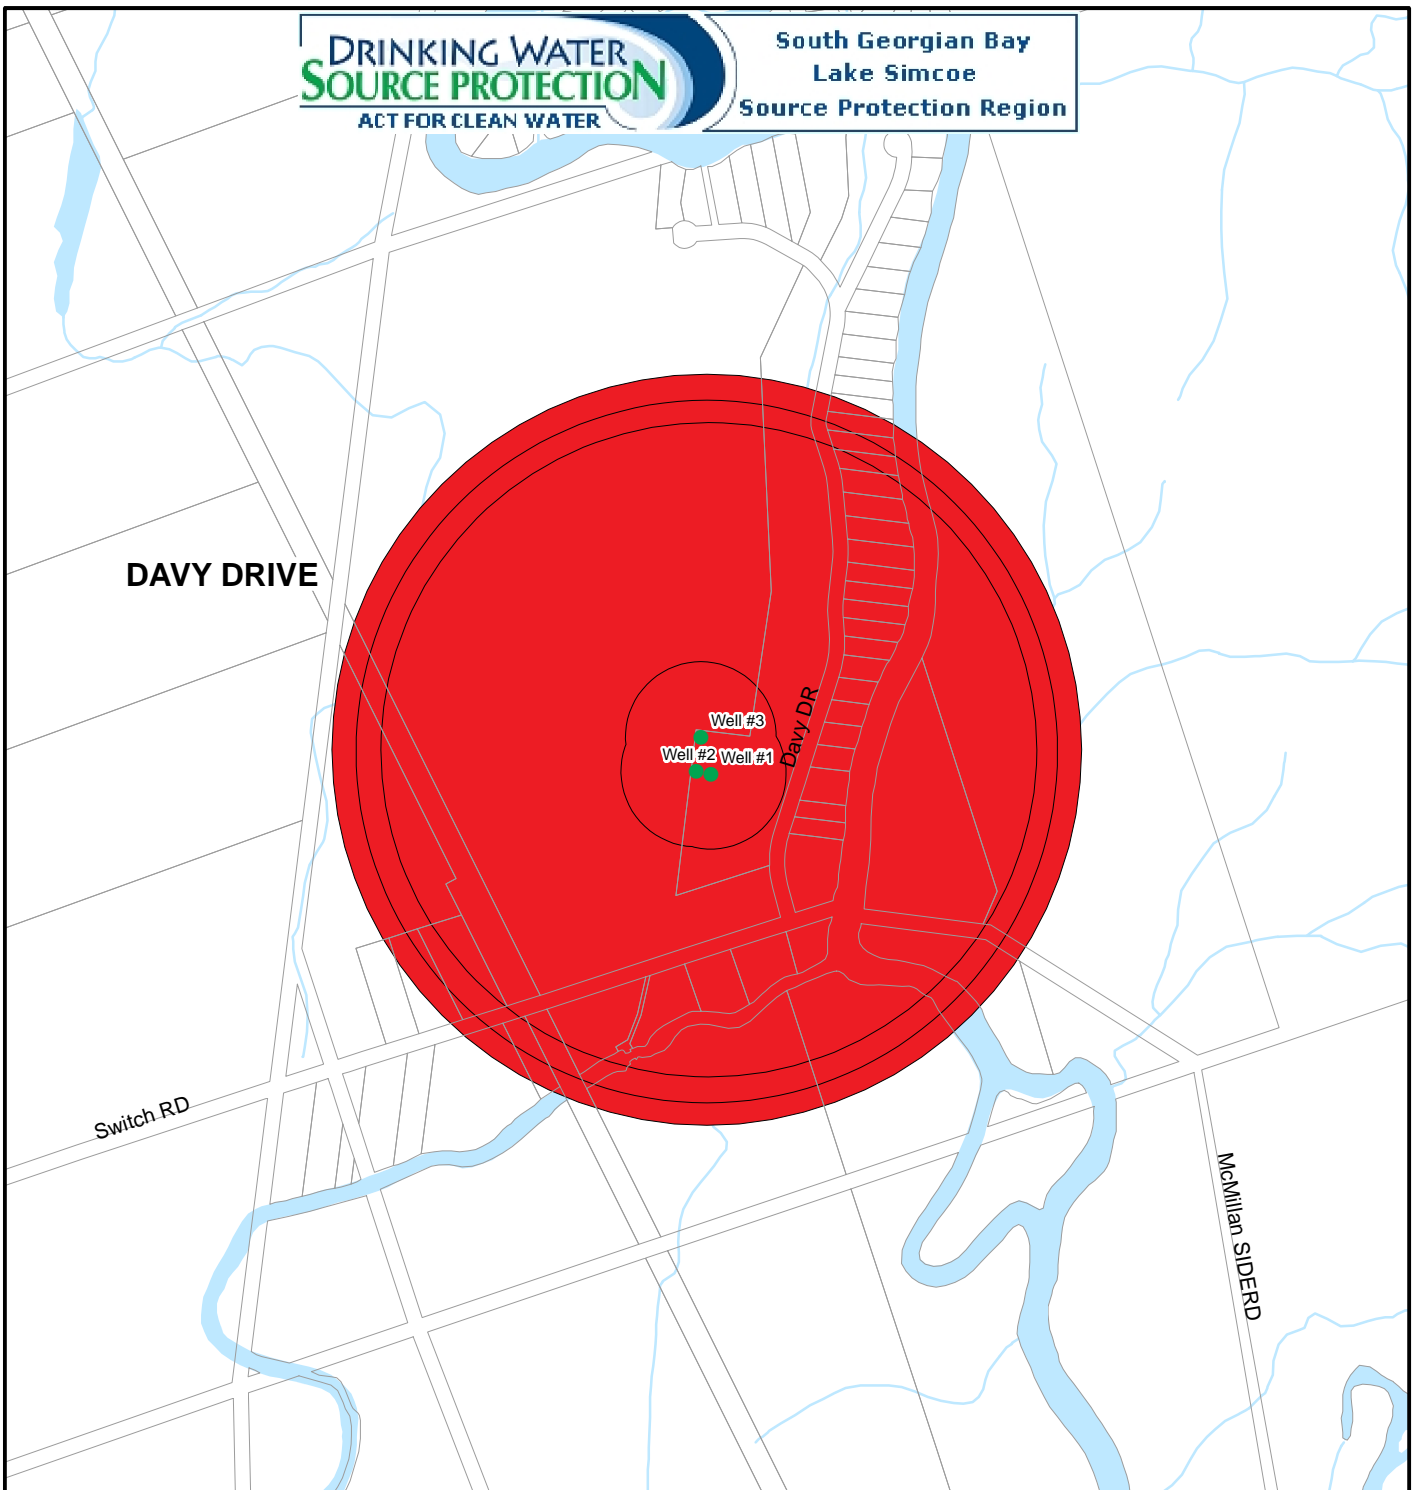 DRINKING WATER
SOURCE PROTECTION
ACT FOR CLEAN WATER
South Georgian Bay
Lake Simcoe
Source Protection Region
DAVY DRIVE
Well #3
Well #2
Well #1
Davy DR
Switch RD
McMillan SIDERD